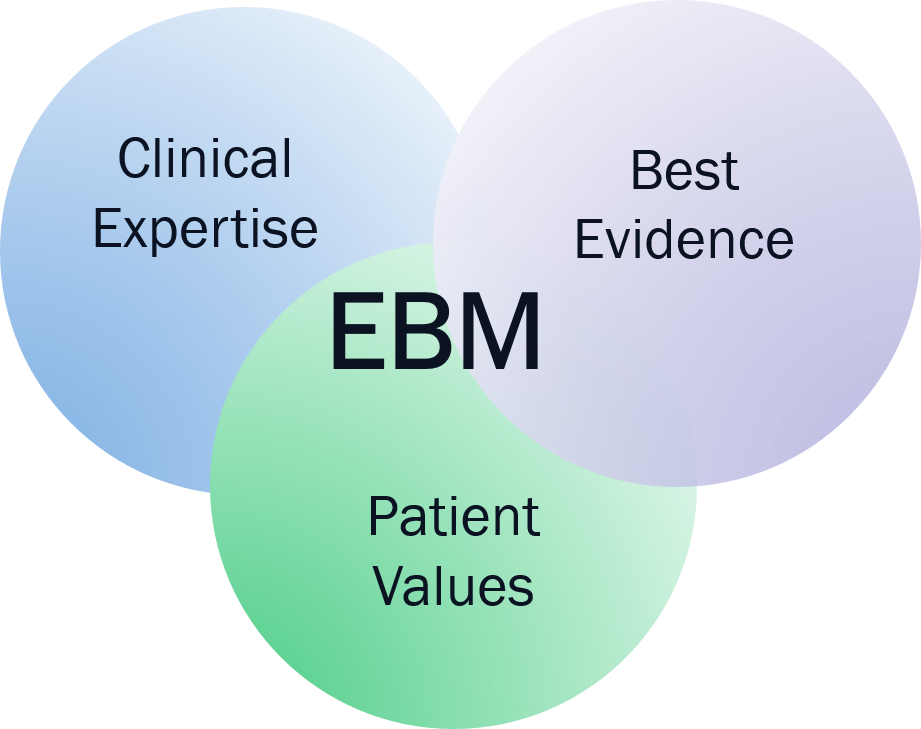 Clinical
Expertise
Best
Evidence
EBM
Patient
Values